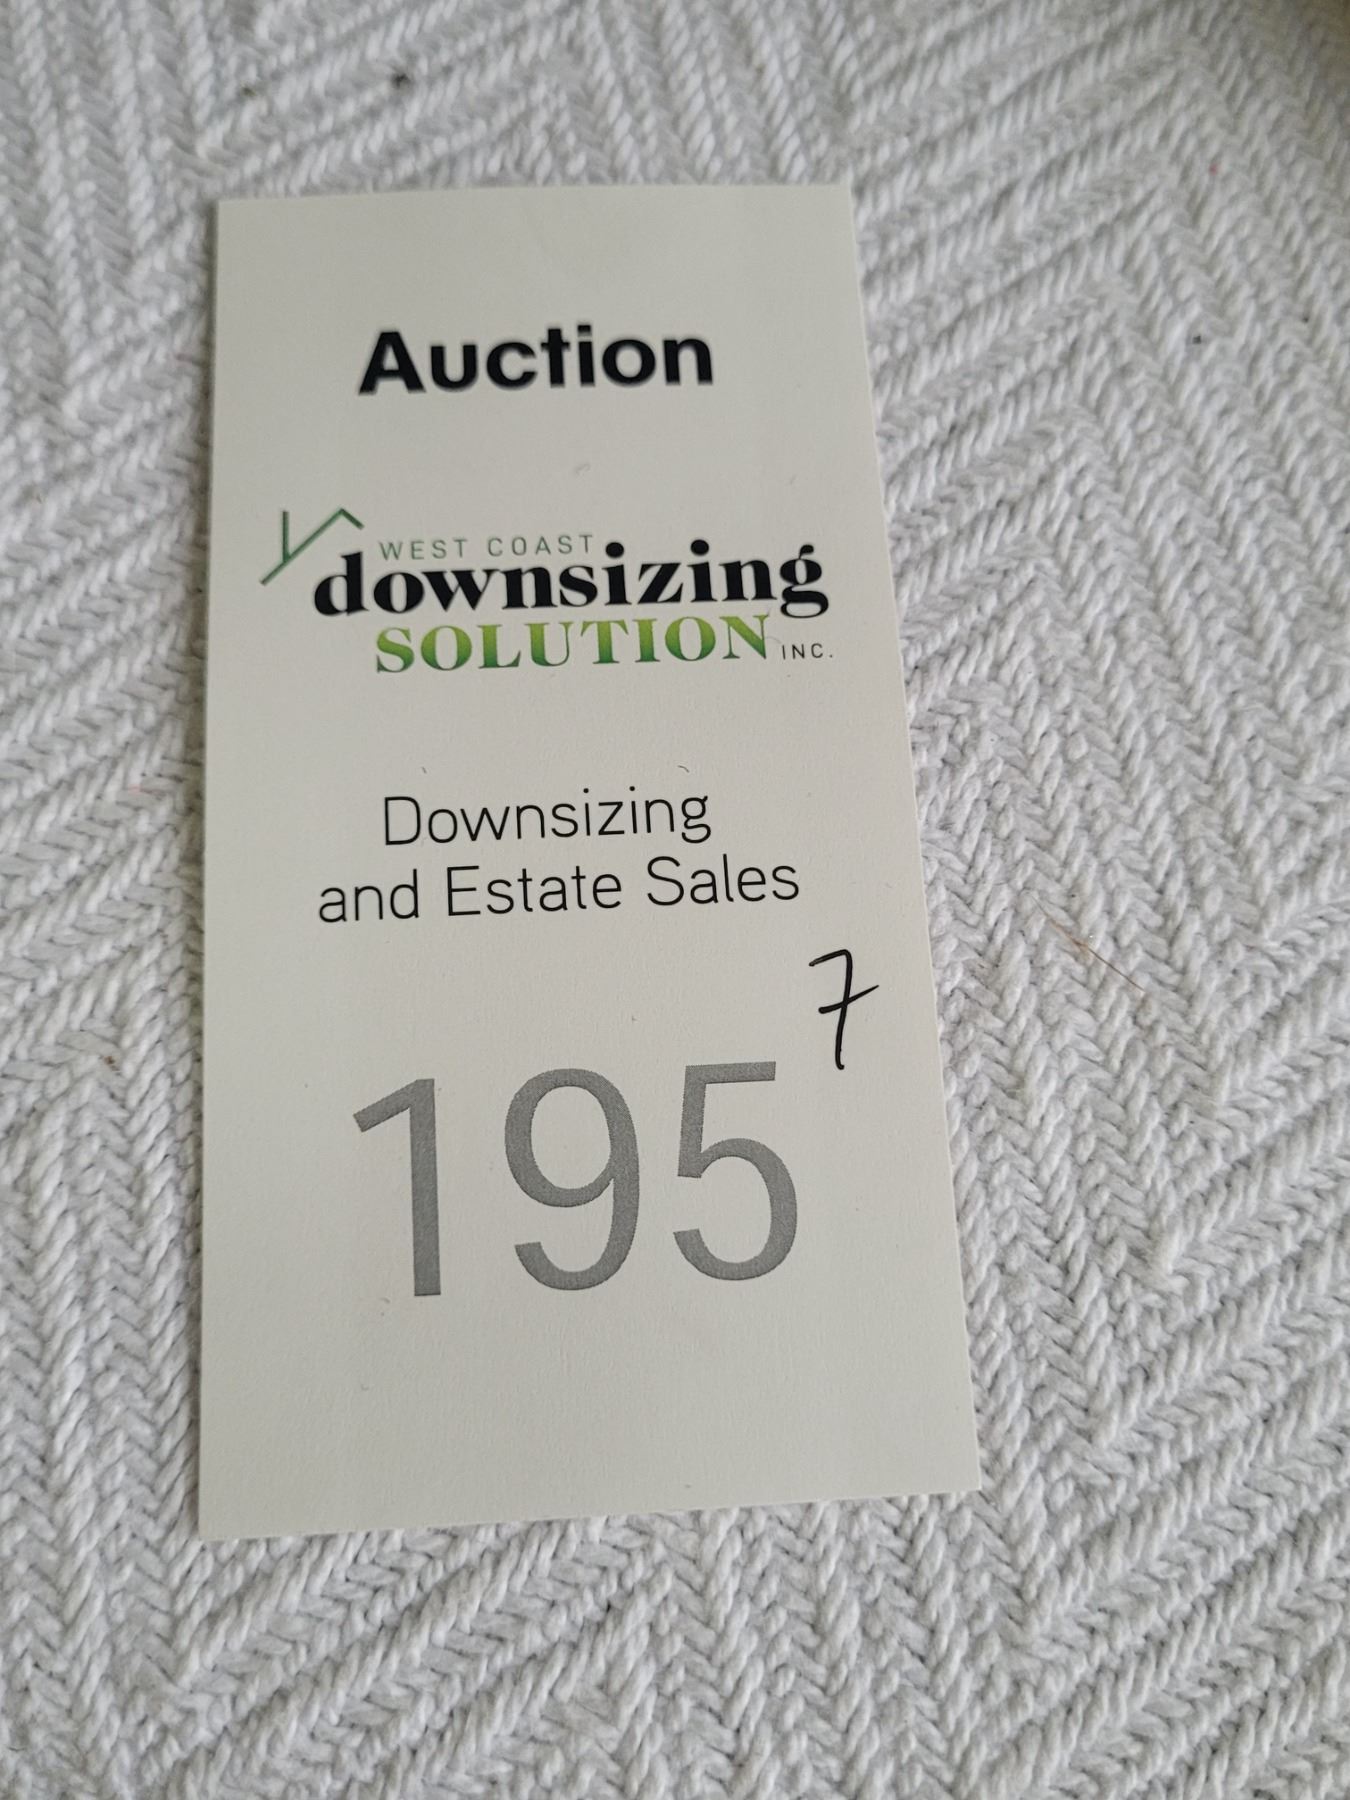 Auction
WEST COAST
downsizing
SOLUTION INC.
Downsizing
and Estate Sales
7
195